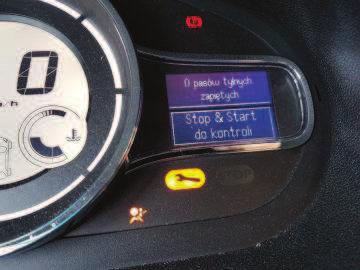 0
0 pasów tylnych
zapiętych
Stop & Start
do kontroli